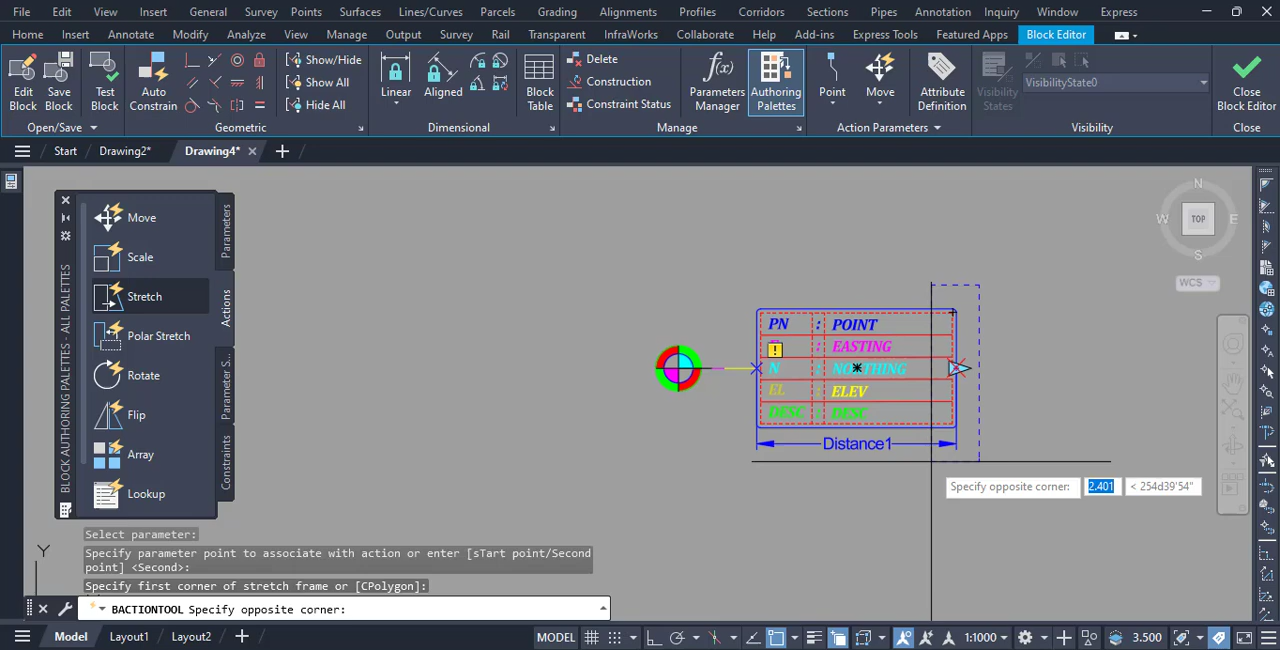 File Edit View Insert General Survey Points Surfaces Lines/Curves Parcels Grading Alignments Profiles Corridors Sections Pipes Annotation Inquiry Window Express
Home Insert Annotate Modify Analyze View Manage Output Survey Rail Transparent InfraWorks Collaborate Help Add-ins Express Tools Featured Apps Block Editor
Edit Block
Save Block
Test Block
Open/Save
Auto Constrain
Show/Hide
Show All
Hide All
Geometric
Linear
Aligned
Dimensional
Block Table
Delete
Construction
Constraint Status
Parameters Manager
Authoring Palettes
Manage
Point
Move
Attribute Definition
Action Parameters
Visibility States
VisibilityState0
Visibility
Close Block Editor
Close
Start Drawing2* Drawing4*
BLOCK AUTHORING PALETTES - ALL PALETTES
Move
Scale
Stretch
Polar Stretch
Rotate
Flip
Array
Lookup
Parameters
Actions
Parameter S...
Constraints
N
W TOP E
S
WCS
PN : POINT
: EASTING
N : NORTHING
EL : ELEV
DESC : DESC
Distance1
Specify opposite corner: 2.401 < 254d39'54"
Y
Select parameter:
Specify parameter point to associate with action or enter [sTart point/Second
point] <Second>:
Specify first corner of stretch frame or [CPolygon]:
BACTIONTOOL Specify opposite corner:
Model Layout1 Layout2
MODEL 1:1000 3.500